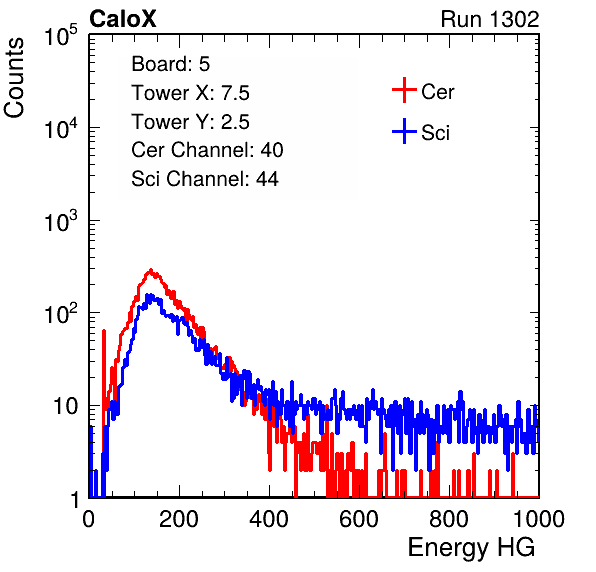 CaloX Run 1302
Counts
10^5
10^4
10^3
10^2
10
1
Board: 5
Tower X: 7.5
Tower Y: 2.5
Cer Channel: 40
Sci Channel: 44
Cer
Sci
0 200 400 600 800 1000
Energy HG